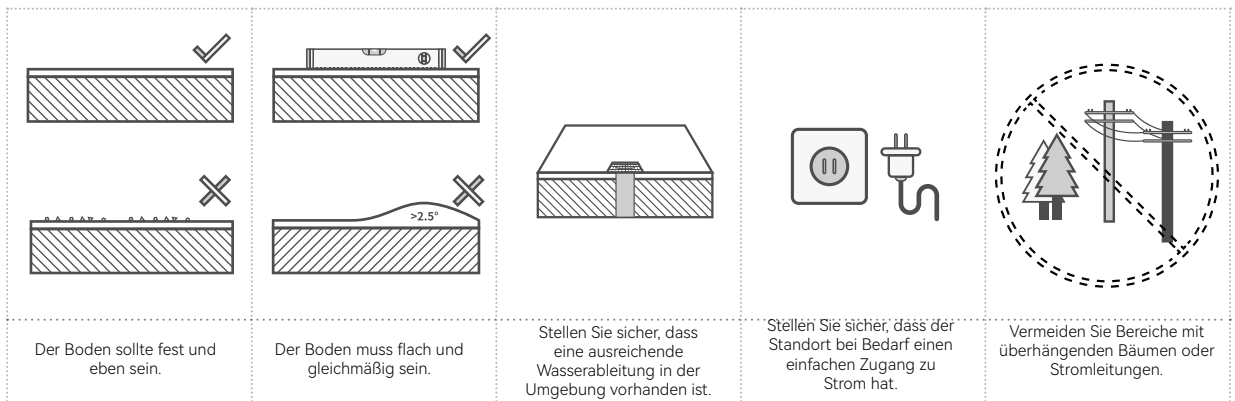 >2.5°
Der Boden sollte fest und
eben sein.
Der Boden muss flach und
gleichmäßig sein.
Stellen Sie sicher, dass
eine ausreichende
Wasserableitung in der
Umgebung vorhanden ist.
Stellen Sie sicher, dass der
Standort bei Bedarf einen
einfachen Zugang zu
Strom hat.
Vermeiden Sie Bereiche mit
überhängenden Bäumen oder
Stromleitungen.